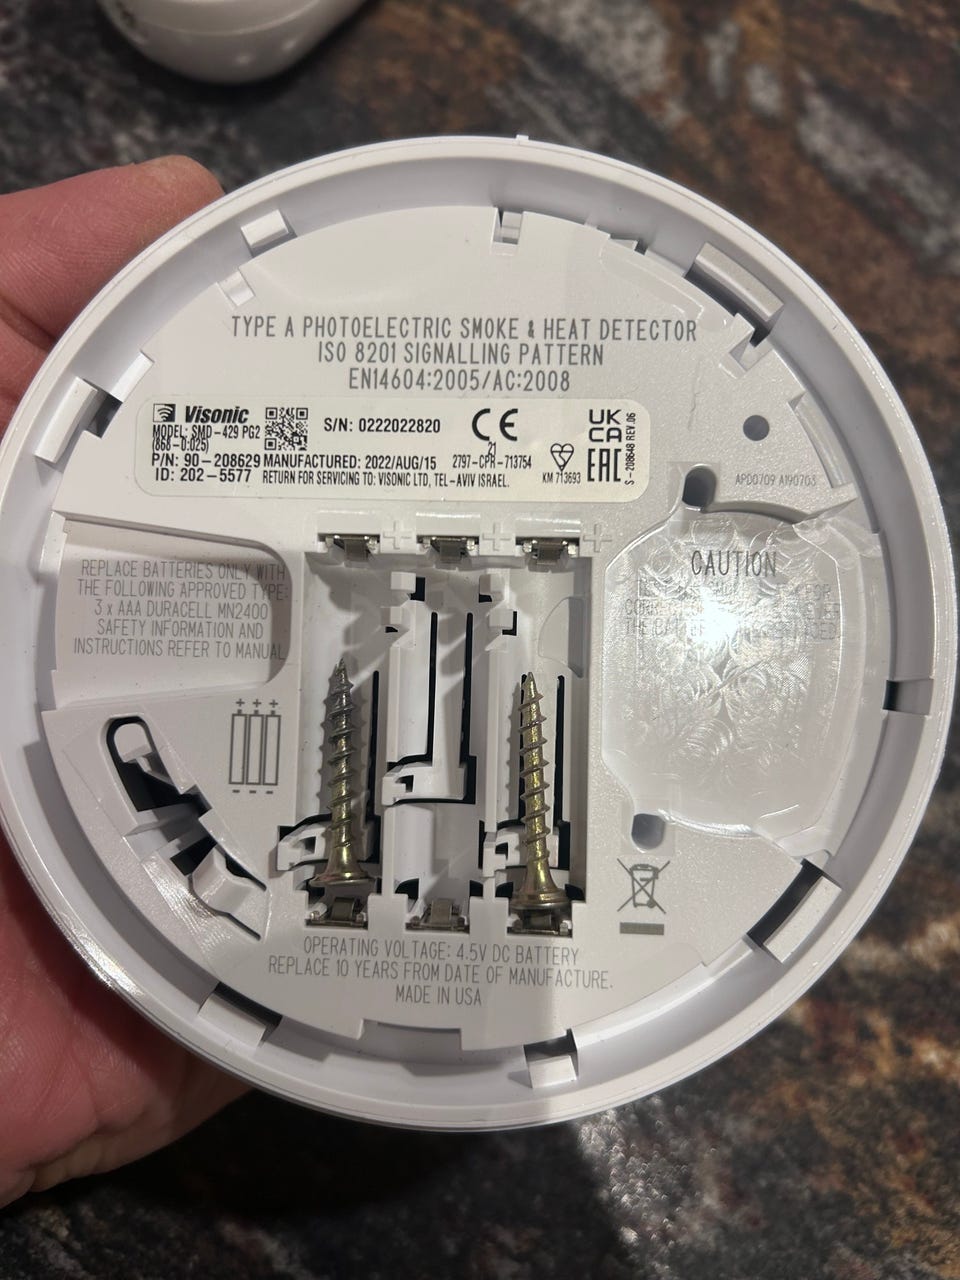 TYPE A PHOTOELECTRIC SMOKE & HEAT DETECTOR
ISO 8201 SIGNALLING PATTERN
EN14604:2005/AC:2008
Visonic
MODEL: SMD-429 PG2
(868-0.025)
P/N: 90-208629
ID: 202-5577
S/N: 0222022820
MANUFACTURED: 2022/AUG/15
RETURN FOR SERVICING TO: VISONIC LTD, TEL-AVIV ISRAEL.
CE
21
2797-CPR-713754
KM 713693
UK
CA
EAC
S-208648 REV.06
APD0709 A190703
REPLACE BATTERIES ONLY WITH
THE FOLLOWING APPROVED TYPE:
3 x AAA DURACELL MN2400
SAFETY INFORMATION AND
INSTRUCTIONS REFER TO MANUAL
+ + +
CAUTION
FOR
THE
+++
---
OPERATING VOLTAGE: 4.5V DC BATTERY
REPLACE 10 YEARS FROM DATE OF MANUFACTURE.
MADE IN USA